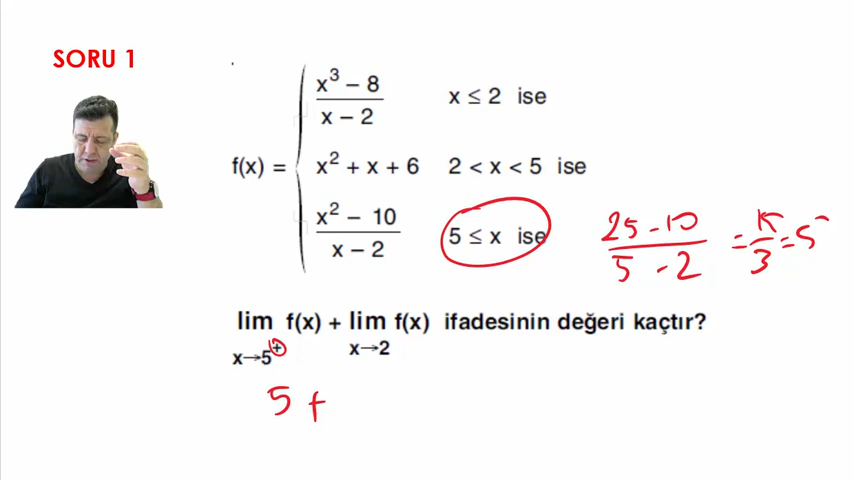 SORU 1
f(x) = { x³ − 8 / x − 2 x ≤ 2 ise
x² + x + 6 2 < x < 5 ise
x² − 10 / x − 2 5 ≤ x ise
25 - 10 / 5 - 2 = 15 / 3 = 5
lim x→5⁺ f(x) + lim x→2 f(x) ifadesinin değeri kaçtır?
5 +